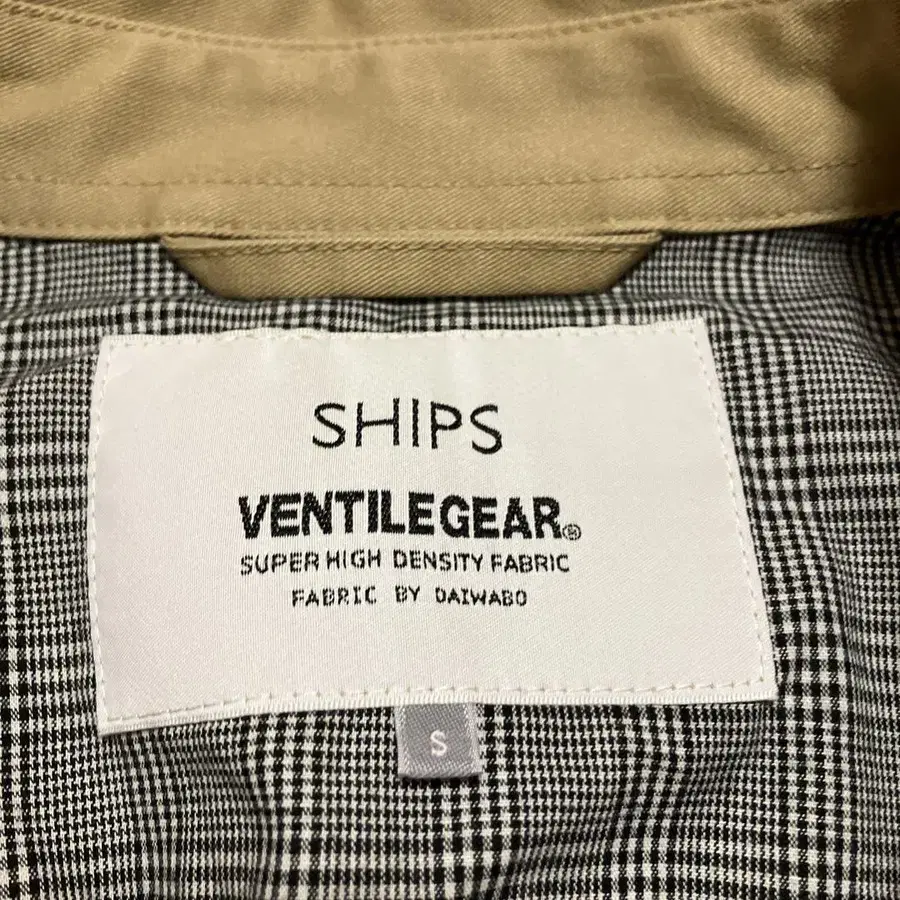 SHIPS
VENTILEGEAR®
SUPER HIGH DENSITY FABRIC
FABRIC BY DAIWABO
S